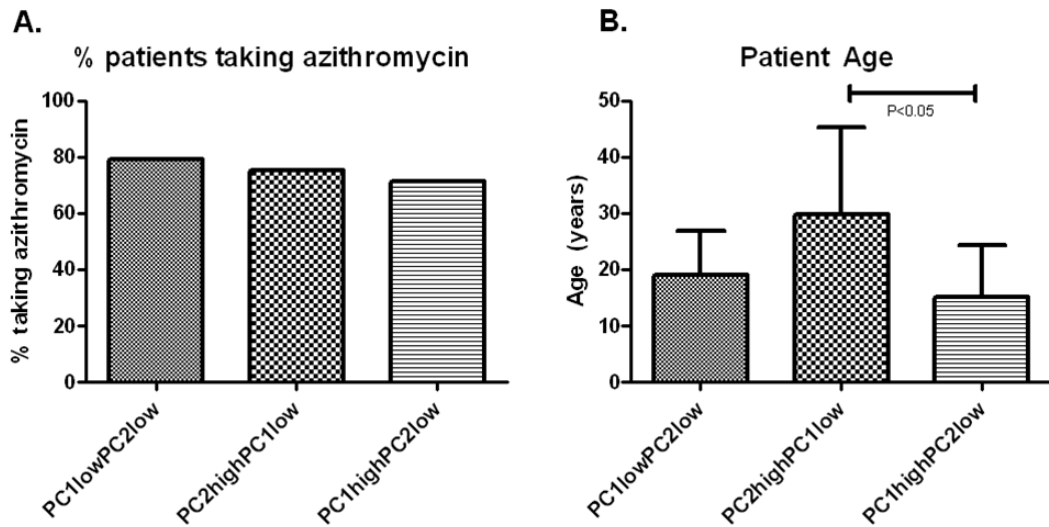 A.
% patients taking azithromycin
% taking azithromycin
100
80
60
40
20
0
PC1lowPC2low
PC2highPC1low
PC1highPC2low
B.
Patient Age
P<0.05
Age (years)
50
40
30
20
10
0
PC1lowPC2low
PC2highPC1low
PC1highPC2low